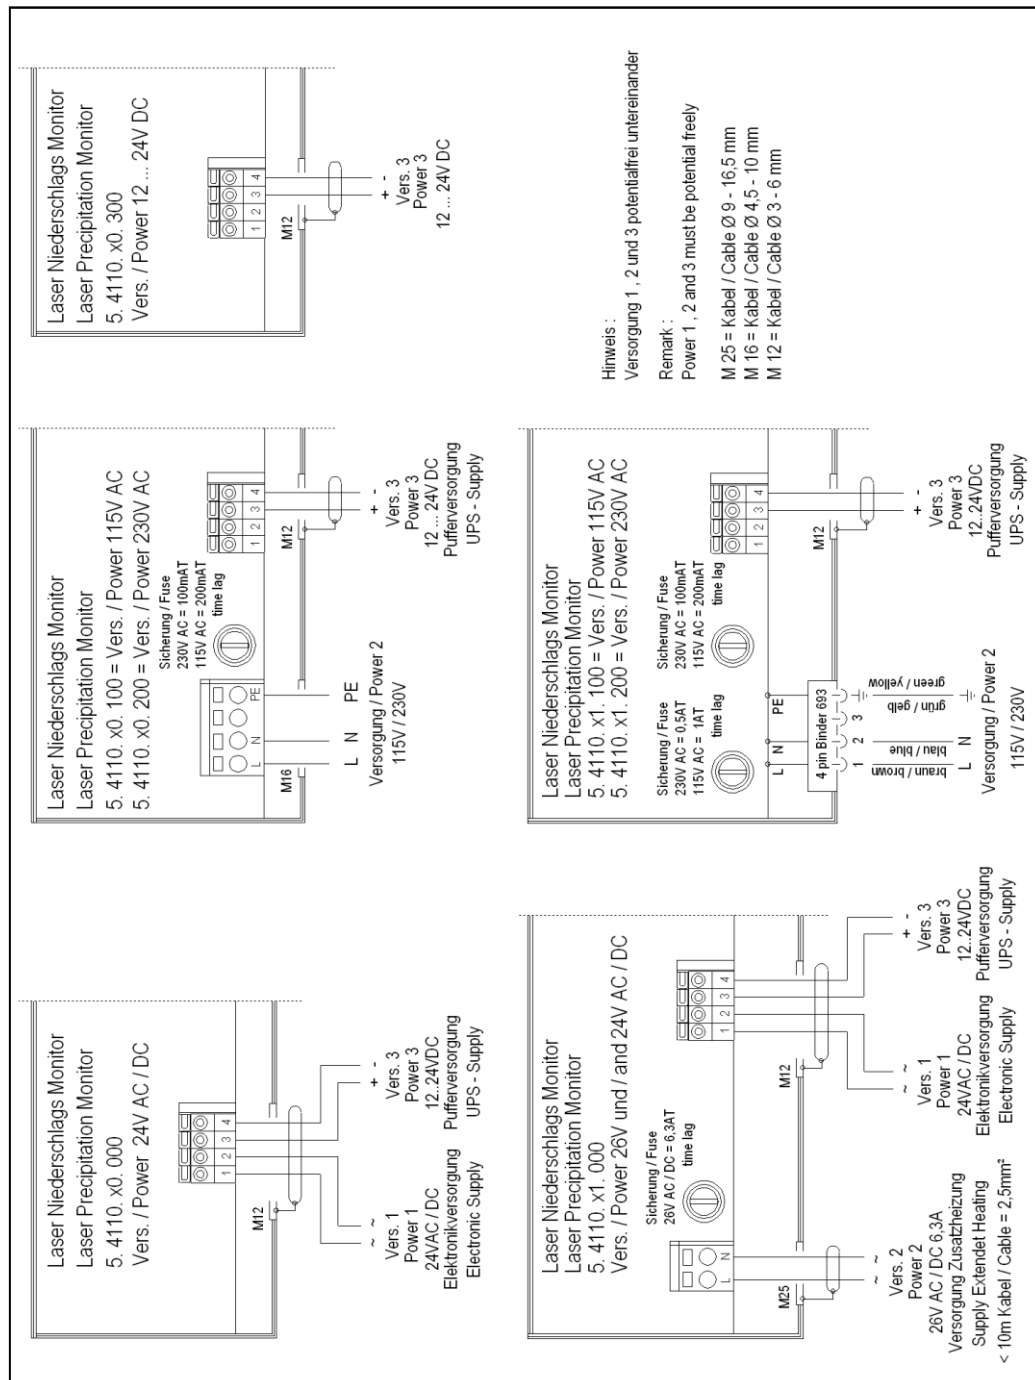 Laser Niederschlags Monitor
Laser Precipitation Monitor
5. 4110. x0. 000
Vers. / Power 24V AC / DC
1 2 3 4
M12
~ ~
Vers. 1
Power 1
24VAC / DC
Elektronikversorgung
Electronic Supply
+ -
Vers. 3
Power 3
12..24VDC
Pufferversorgung
UPS - Supply
Laser Niederschlags Monitor
Laser Precipitation Monitor
5. 4110. x0. 100 = Vers. / Power 115V AC
5. 4110. x0. 200 = Vers. / Power 230V AC
Sicherung / Fuse
230V AC = 100mAT
115V AC = 200mAT
time lag
L N PE
M16
L N PE
Versorgung / Power 2
115V / 230V
1 2 3 4
M12
+ -
Vers. 3
Power 3
12 ... 24V DC
Pufferversorgung
UPS - Supply
Laser Niederschlags Monitor
Laser Precipitation Monitor
5. 4110. x0. 300
Vers. / Power 12 ... 24V DC
1 2 3 4
M12
+ -
Vers. 3
Power 3
12 ... 24V DC
Laser Niederschlags Monitor
Laser Precipitation Monitor
5. 4110. x1. 000
Vers. / Power 26V und / and 24V AC / DC
Sicherung / Fuse
26V AC / DC = 6,3AT
time lag
L N
M25
~ ~
Vers. 2
Power 2
26V AC / DC 6,3A
Versorgung Zusatzheizung
Supply Extendet Heating
< 10m Kabel / Cable = 2,5mm²
1 2 3 4
M12
~ ~
Vers. 1
Power 1
24VAC / DC
Elektronikversorgung
Electronic Supply
+ -
Vers. 3
Power 3
12..24VDC
Pufferversorgung
UPS - Supply
Laser Niederschlags Monitor
Laser Precipitation Monitor
5. 4110. x1. 100 = Vers. / Power 115V AC
5. 4110. x1. 200 = Vers. / Power 230V AC
Sicherung / Fuse
230V AC = 0,5AT
115V AC = 1AT
time lag
Sicherung / Fuse
230V AC = 100mAT
115V AC = 200mAT
time lag
L N PE
4 pin Binder 693
1 2 3
braun / brown
blau / blue
grün / gelb
green / yellow
L N
Versorgung / Power 2
115V / 230V
1 2 3 4
M12
+ -
Vers. 3
Power 3
12..24VDC
Pufferversorgung
UPS - Supply
Hinweis :
Versorgung 1 , 2 und 3 potentialfrei untereinander
Remark :
Power 1 , 2 and 3 must be potential freely
M 25 = Kabel / Cable Ø 9 - 16,5 mm
M 16 = Kabel / Cable Ø 4,5 - 10 mm
M 12 = Kabel / Cable Ø 3 - 6 mm